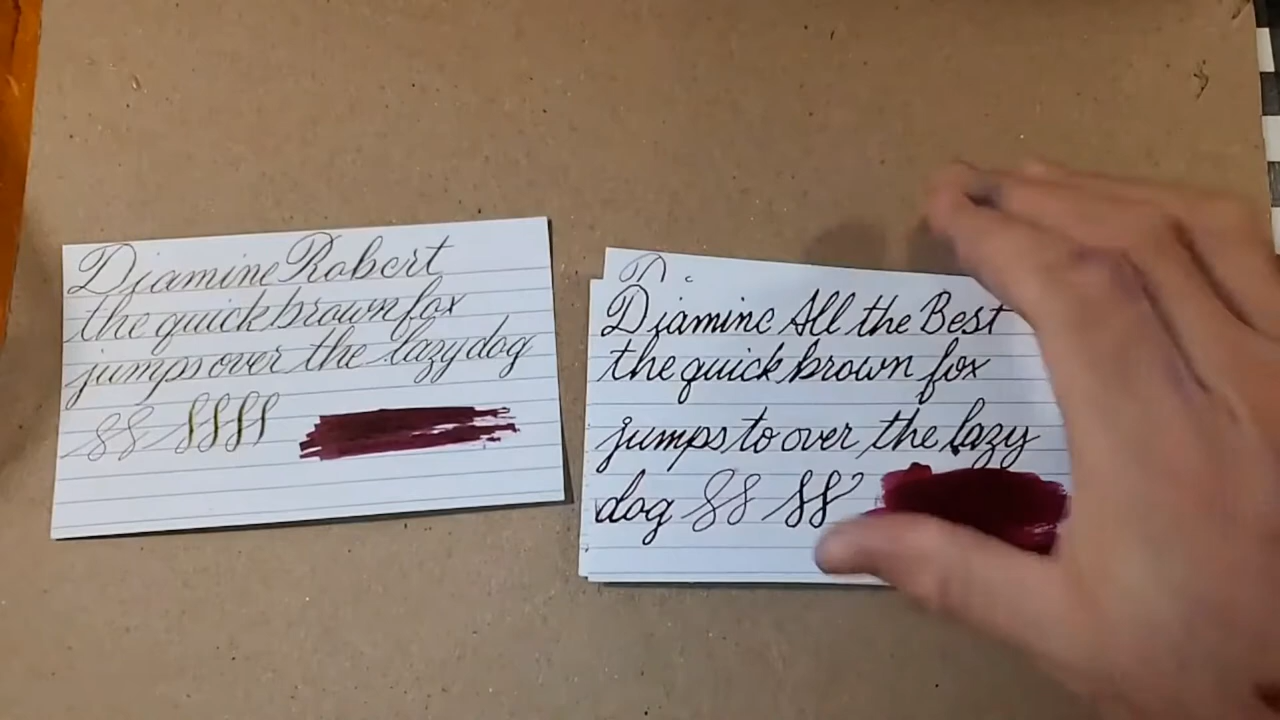 Diamine Robert
the quick brown fox
jumps over the lazy dog
Di
Diamine All the Best
the quick brown fox
jumps to over the lazy
dog